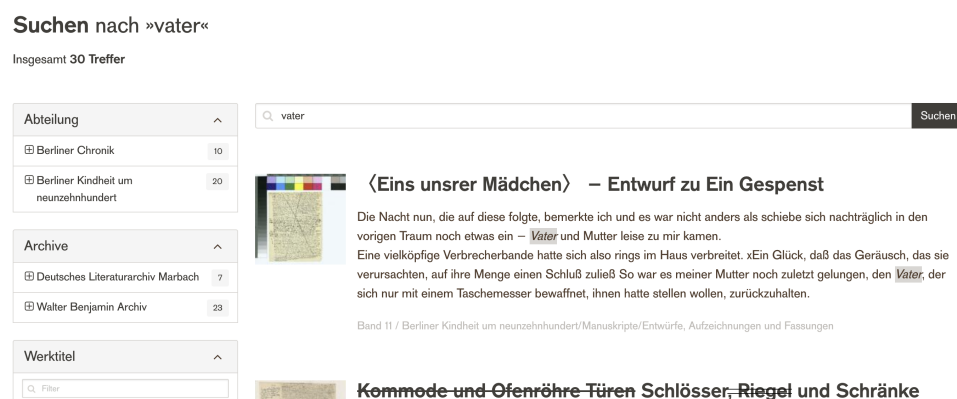 Suchen nach »vater«
Insgesamt 30 Treffer
Abteilung
Berliner Chronik 10
Berliner Kindheit um 20
neunzehnhundert
Archive
Deutsches Literaturarchiv Marbach 7
Walter Benjamin Archiv 23
Werktitel
Filter
vater Suchen
〈Eins unsrer Mädchen〉 – Entwurf zu Ein Gespenst
Die Nacht nun, die auf diese folgte, bemerkte ich und es war nicht anders als schiebe sich nachträglich in den
vorigen Traum noch etwas ein – Vater und Mutter leise zu mir kamen.
Eine vielköpfige Verbrecherbande hatte sich also rings im Haus verbreitet. xEin Glück, daß das Geräusch, das sie
verursachten, auf ihre Menge einen Schluß zuließ So war es meiner Mutter noch zuletzt gelungen, den Vater, der
sich nur mit einem Taschemesser bewaffnet, ihnen hatte stellen wollen, zurückzuhalten.
Band 11 / Berliner Kindheit um neunzehnhundert/Manuskripte/Entwürfe, Aufzeichnungen und Fassungen
Kommode und Ofenröhre Türen Schlösser, Riegel und Schränke